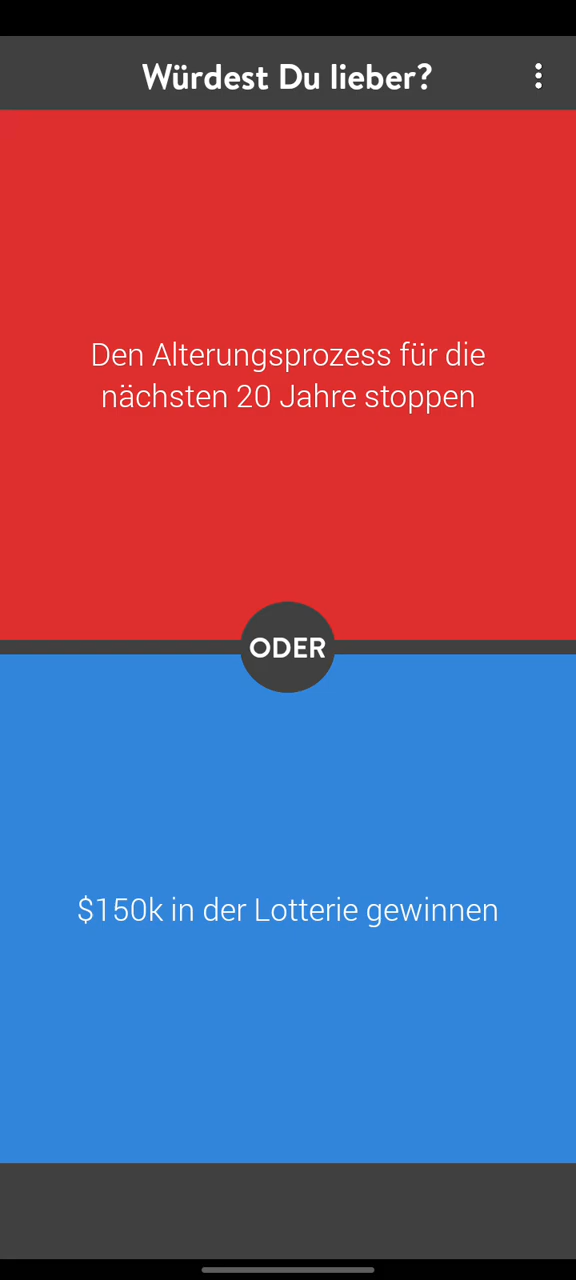 Würdest Du lieber?
Den Alterungsprozess für die
nächsten 20 Jahre stoppen
ODER
$150k in der Lotterie gewinnen